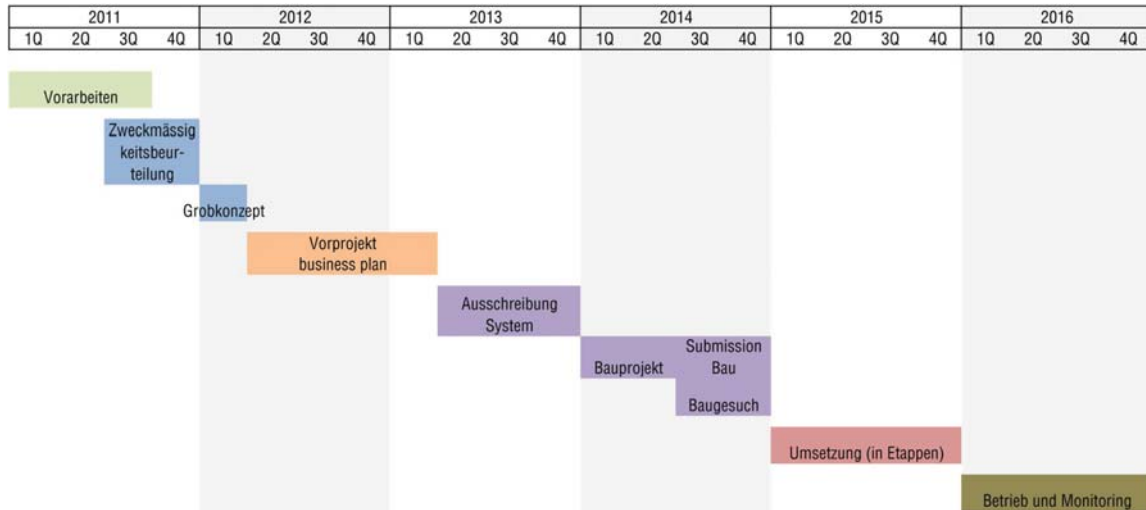 2011 2012 2013 2014 2015 2016
1Q 2Q 3Q 4Q 1Q 2Q 3Q 4Q 1Q 2Q 3Q 4Q 1Q 2Q 3Q 4Q 1Q 2Q 3Q 4Q 1Q 2Q 3Q 4Q
Vorarbeiten
Zweckmässig
keitsbeur-
teilung
Grobkonzept
Vorprojekt
business plan
Ausschreibung
System
Bauprojekt
Submission
Bau
Baugesuch
Umsetzung (in Etappen)
Betrieb und Monitoring